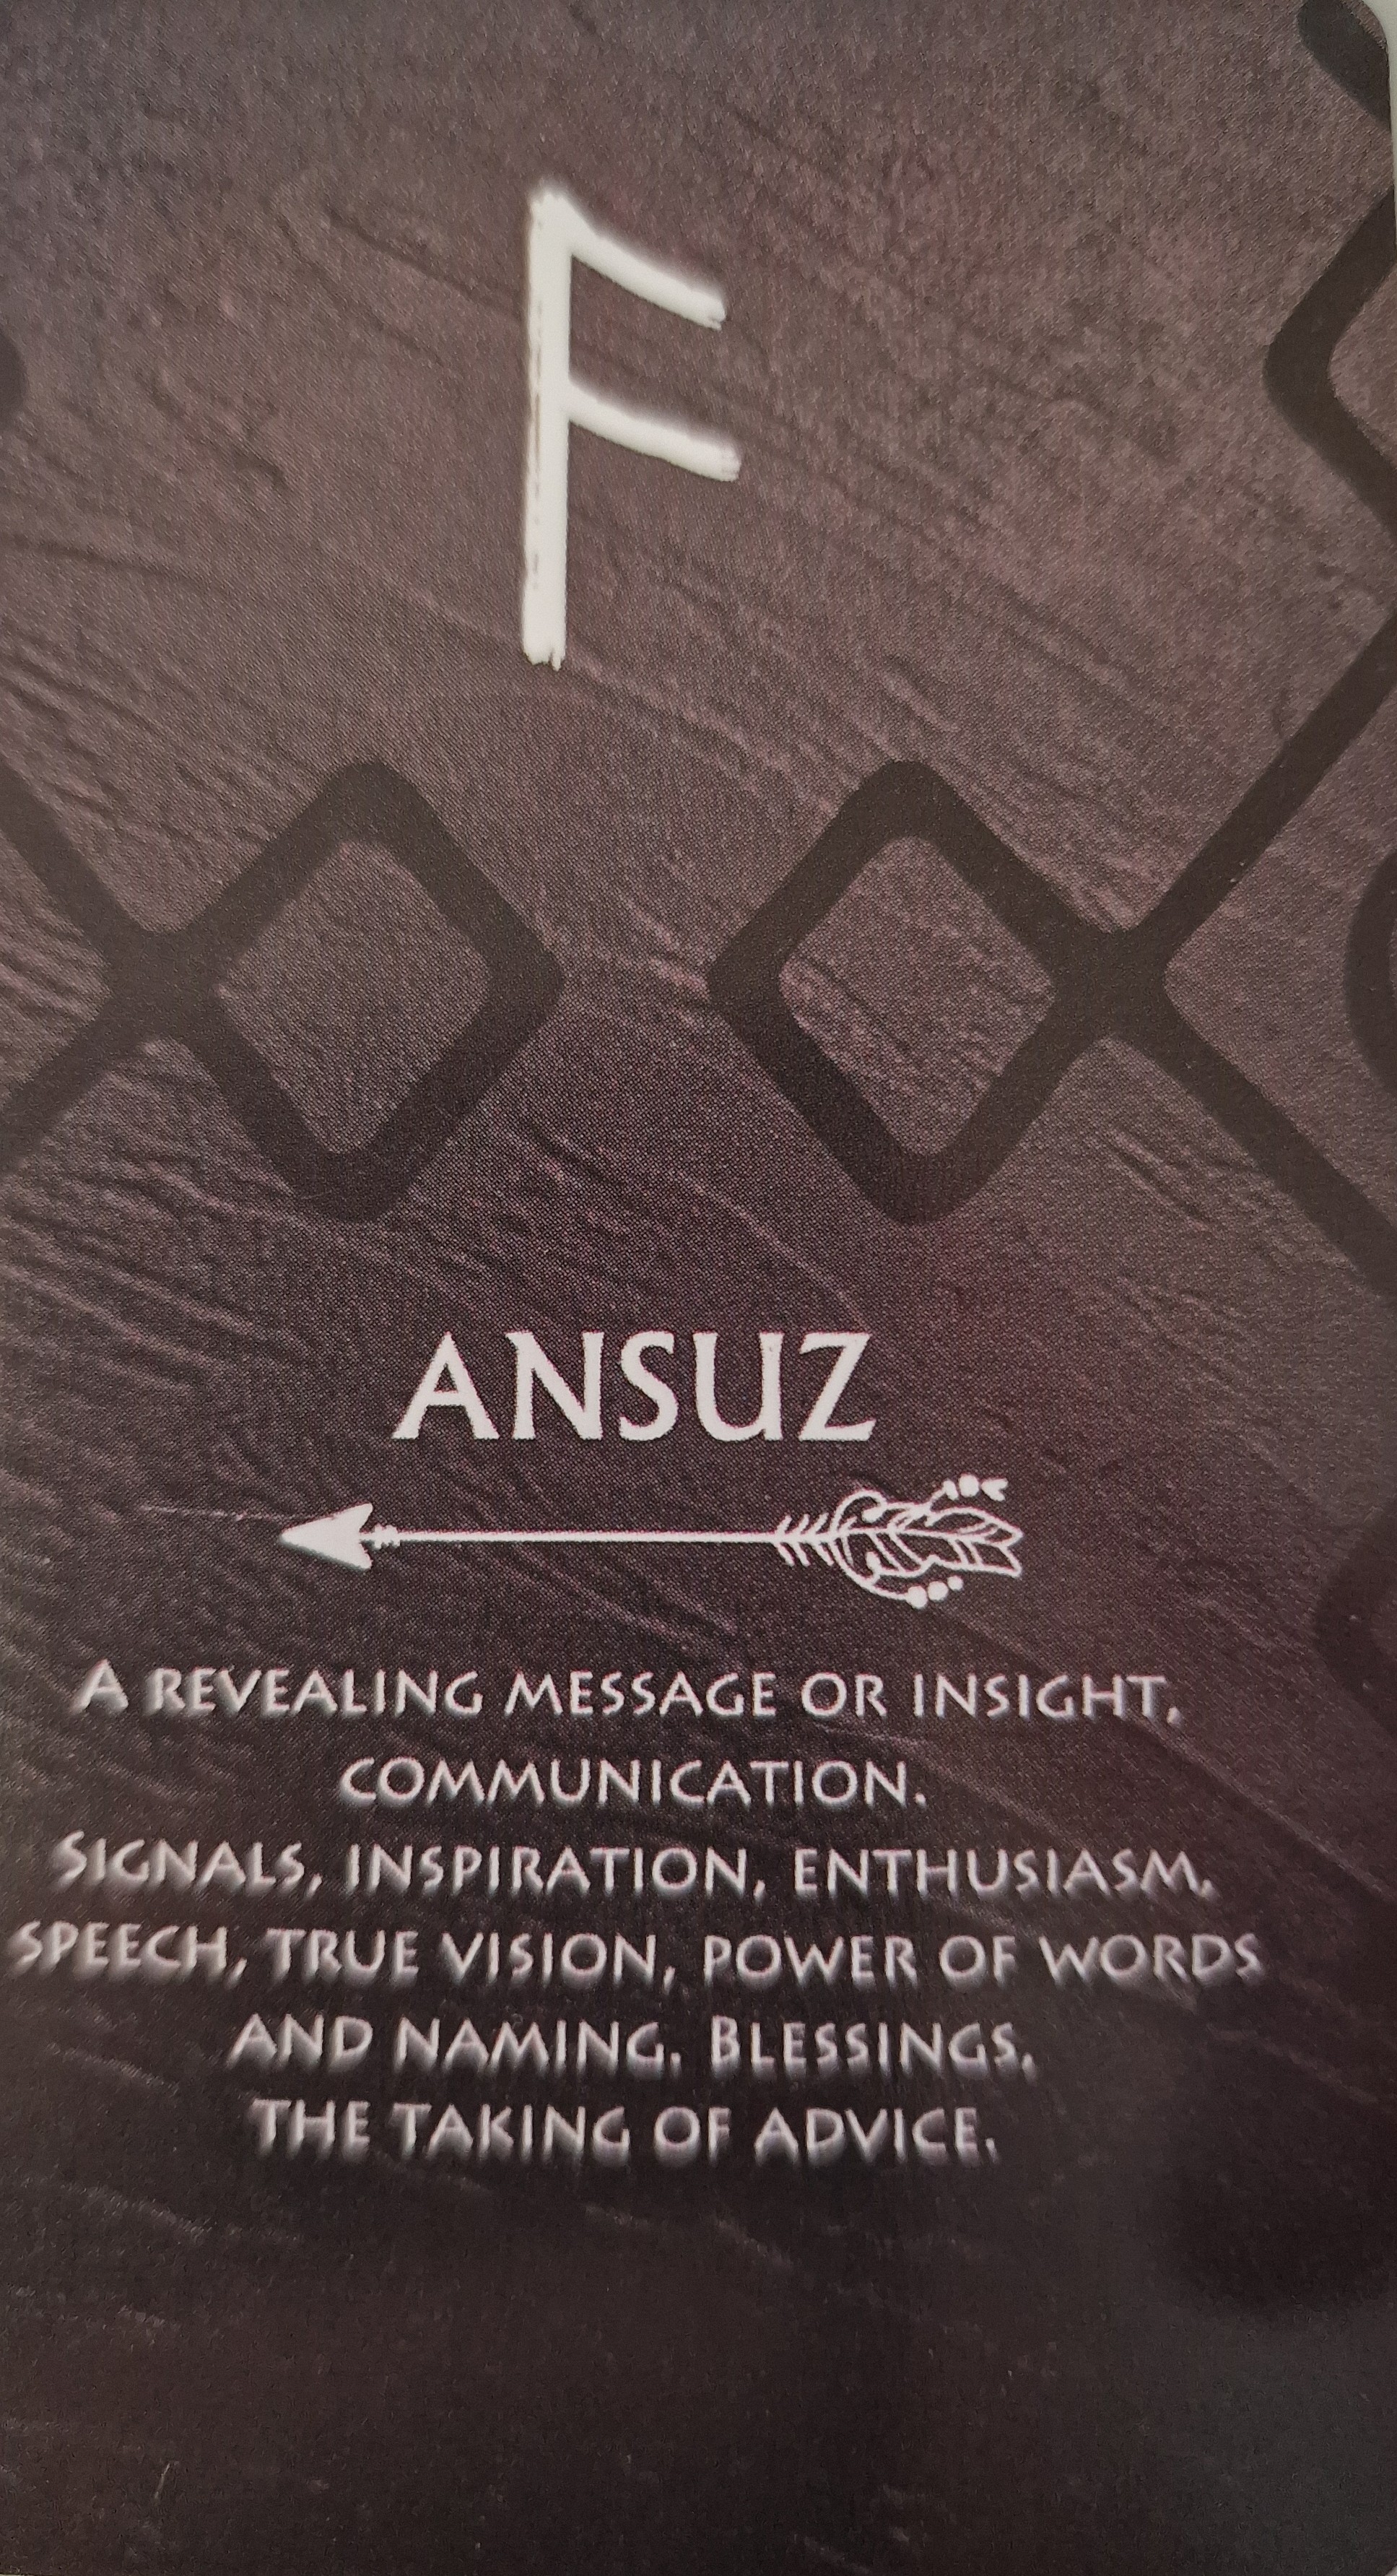 ᚨ
ANSUZ
A REVEALING MESSAGE OR INSIGHT,
COMMUNICATION.
SIGNALS, INSPIRATION, ENTHUSIASM,
SPEECH, TRUE VISION, POWER OF WORDS
AND NAMING. BLESSINGS,
THE TAKING OF ADVICE.